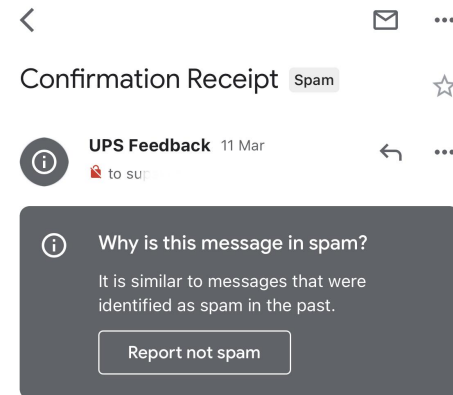 Confirmation Receipt Spam
UPS Feedback 11 Mar
to
Why is this message in spam?
It is similar to messages that were
identified as spam in the past.
Report not spam